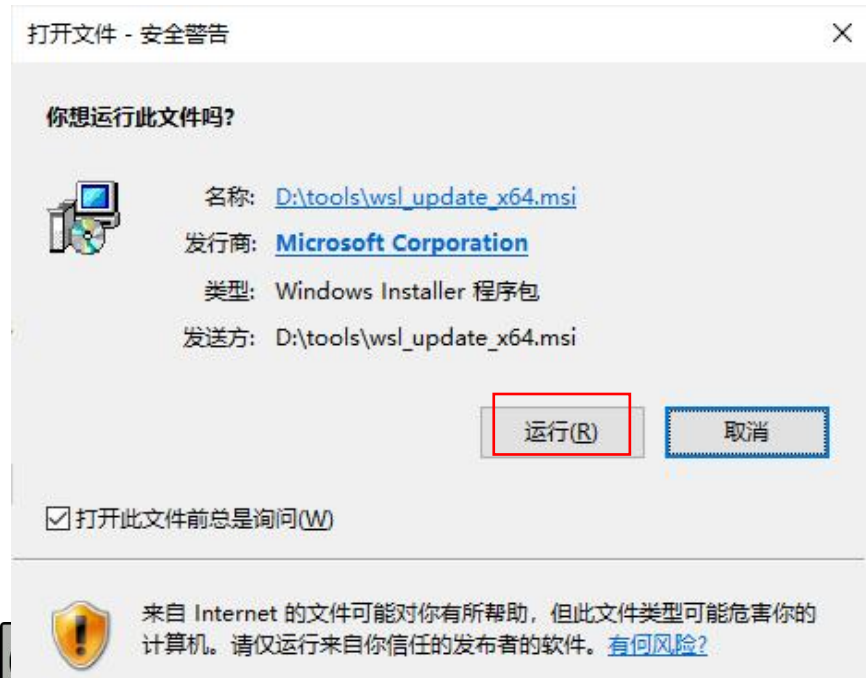 打开文件 - 安全警告
你想运行此文件吗?
名称: D:\tools\wsl_update_x64.msi
发行商: Microsoft Corporation
类型: Windows Installer 程序包
发送方: D:\tools\wsl_update_x64.msi
运行(R) 取消
打开此文件前总是询问(W)
来自 Internet 的文件可能对你有所帮助，但此文件类型可能危害你的
计算机。请仅运行来自你信任的发布者的软件。有何风险?